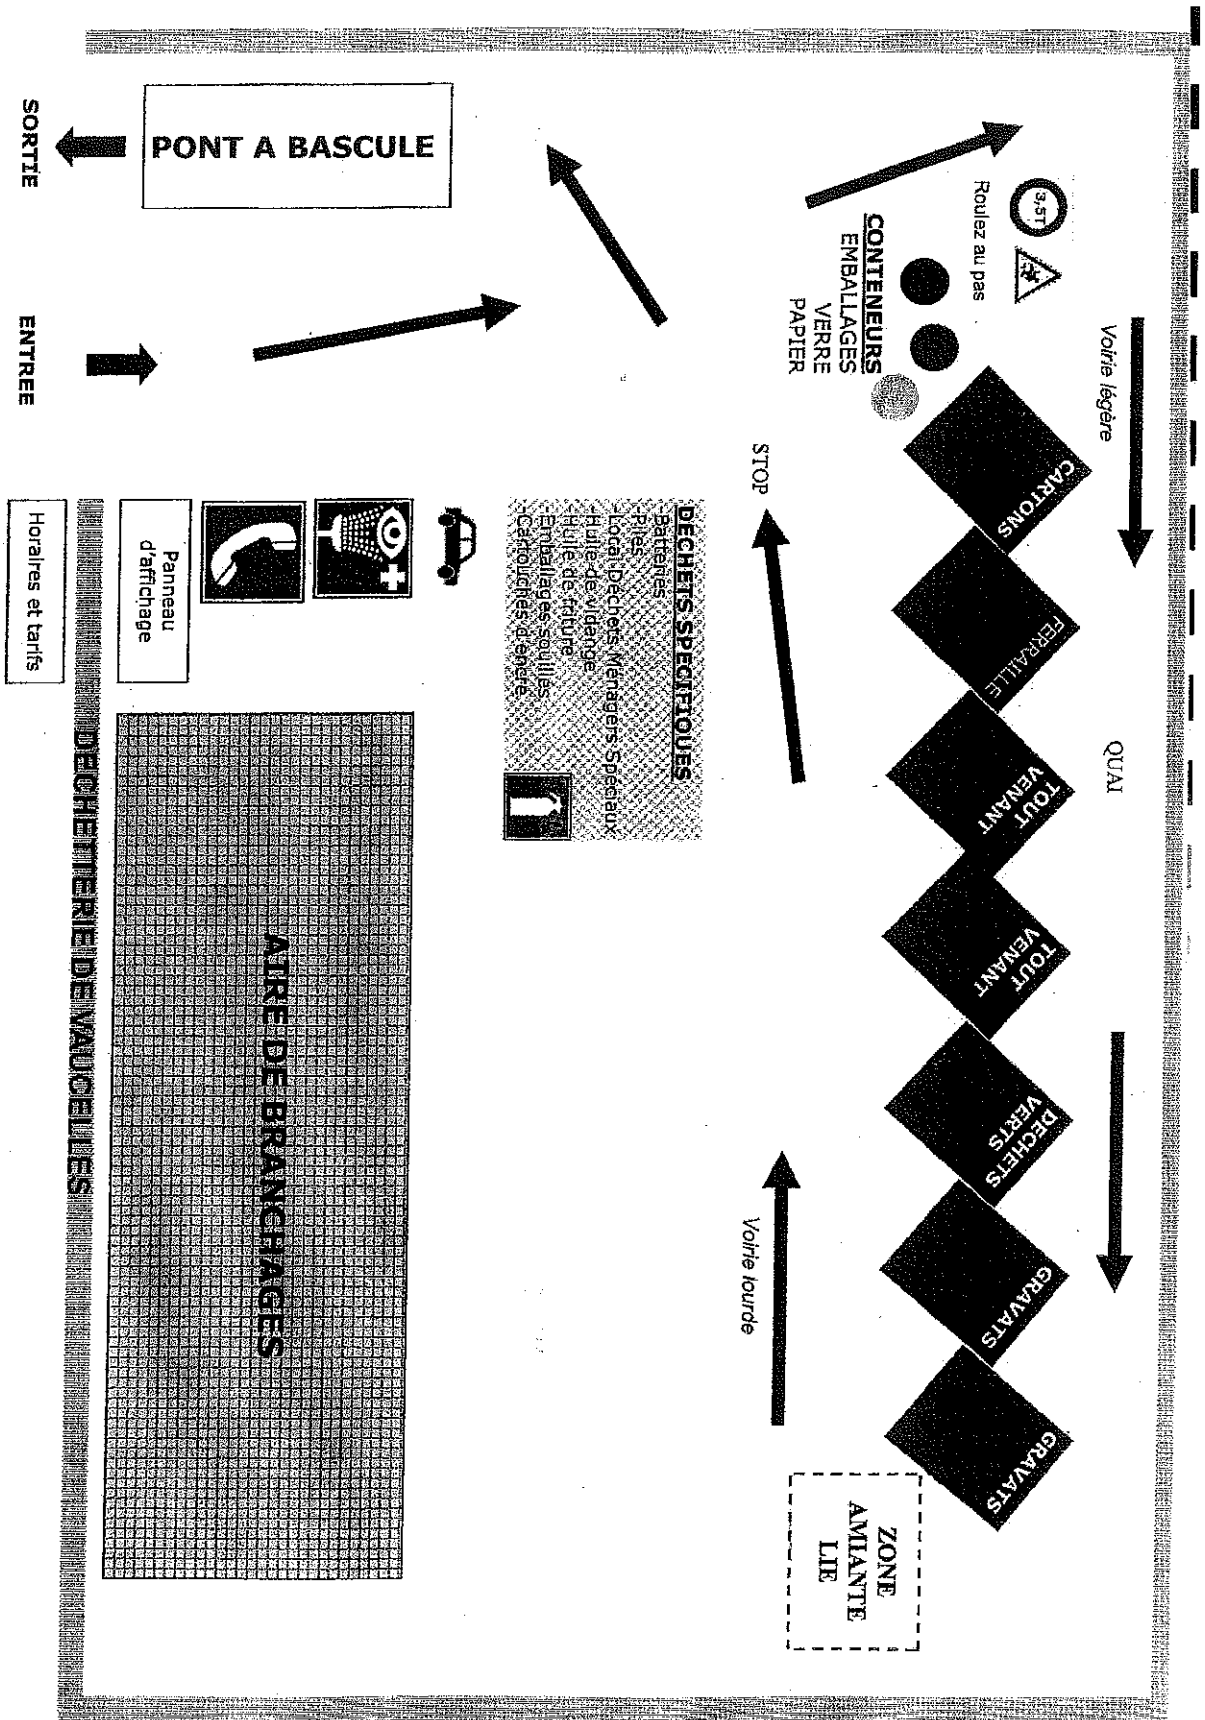 Voirie légère
QUAI
3,5T
Roulez au pas
CARTONS
FERRAILLE
TOUT
VENANT
TOUT
VENANT
DECHETS
VERTS
GRAVATS
GRAVATS
CONTENEURS
EMBALLAGES
VERRE
PAPIER
STOP
Voirie lourde
ZONE
AMIANTE
LIE
DECHETS SPECIFIQUES
-Batteries
-Piles
-Local Déchets Ménagers Spéciaux
-Huile de vidange
-Huile de friture
-Emballages souillés
-Cartouches d'encre
PONT A BASCULE
SORTIE
ENTREE
Panneau
d'affichage
Horaires et tarifs
AIRE DE BRANCHAGES
DECHETTERIE DE VAUCELLES